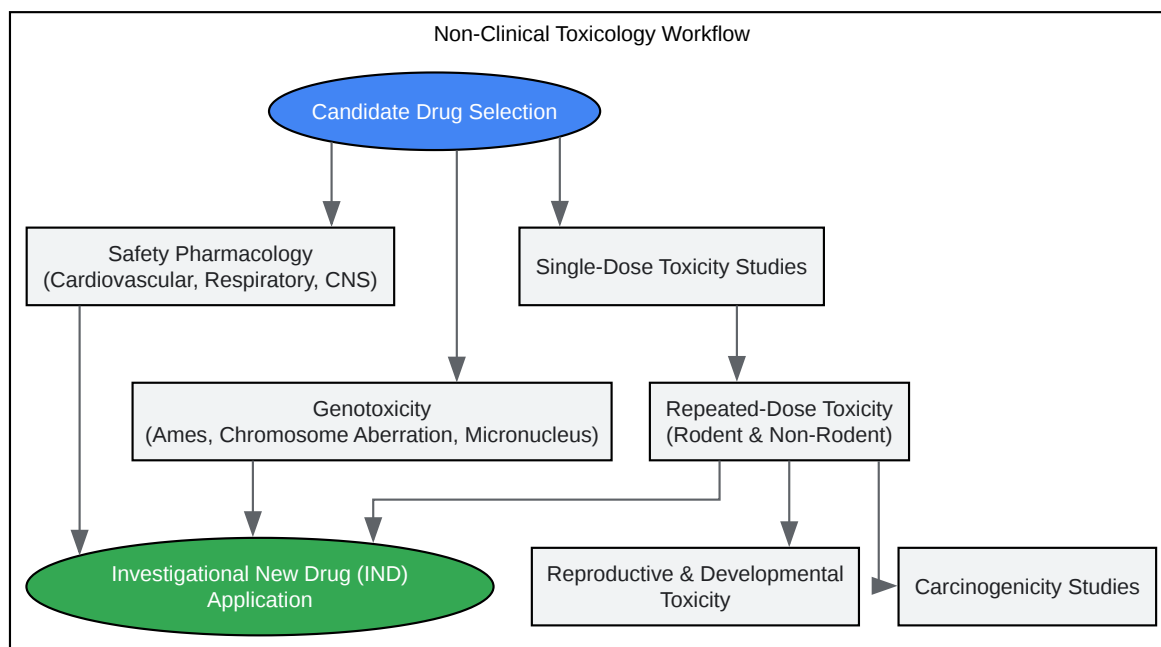 Non-Clinical Toxicology Workflow
Candidate Drug Selection
Safety Pharmacology
(Cardiovascular, Respiratory, CNS)
Single-Dose Toxicity Studies
Genotoxicity
(Ames, Chromosome Aberration, Micronucleus)
Repeated-Dose Toxicity
(Rodent & Non-Rodent)
Investigational New Drug (IND)
Application
Reproductive & Developmental
Toxicity
Carcinogenicity Studies